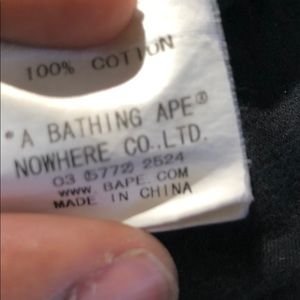 100% COTTON
* A BATHING APE®
NOWHERE CO.,LTD.
03 (5772) 2524
WWW.BAPE.COM
MADE IN CHINA